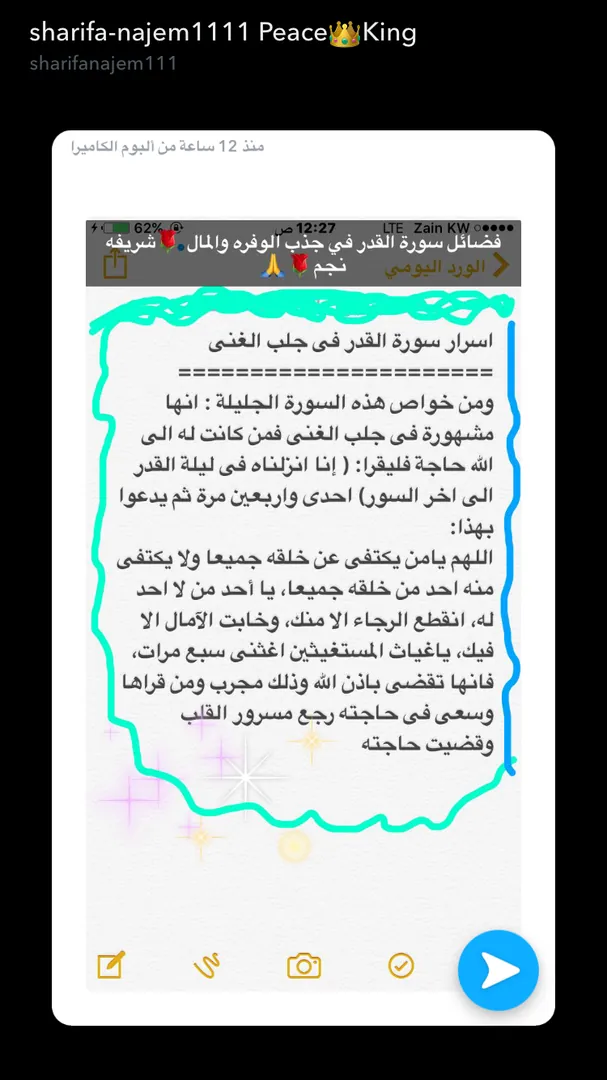 sharifa-najem1111 Peace👑King
sharifanajem111
منذ 12 ساعة من ألبوم الكاميرا
62% 12:27 ص LTE Zain KW
فضائل سورة القدر في جذب الوفره والمال.🌹شريفه
نجم🌹🙏
الورد اليومي
اسرار سورة القدر فى جلب الغنى
======================
ومن خواص هذه السورة الجليلة : انها
مشهورة فى جلب الغنى فمن كانت له الى
الله حاجة فليقرا: ( إنا انزلناه فى ليلة القدر
الى اخر السور) احدى واربعين مرة ثم يدعوا
بهذا:
اللهم يامن يكتفى عن خلقه جميعا ولا يكتفى
منه احد من خلقه جميعا، يا أحد من لا احد
له، انقطع الرجاء الا منك، وخابت الآمال الا
فيك، ياغياث المستغيثين اغثنى سبع مرات،
فانها تقضى باذن الله وذلك مجرب ومن قراها
وسعى فى حاجته رجع مسرور القلب
وقضيت حاجته